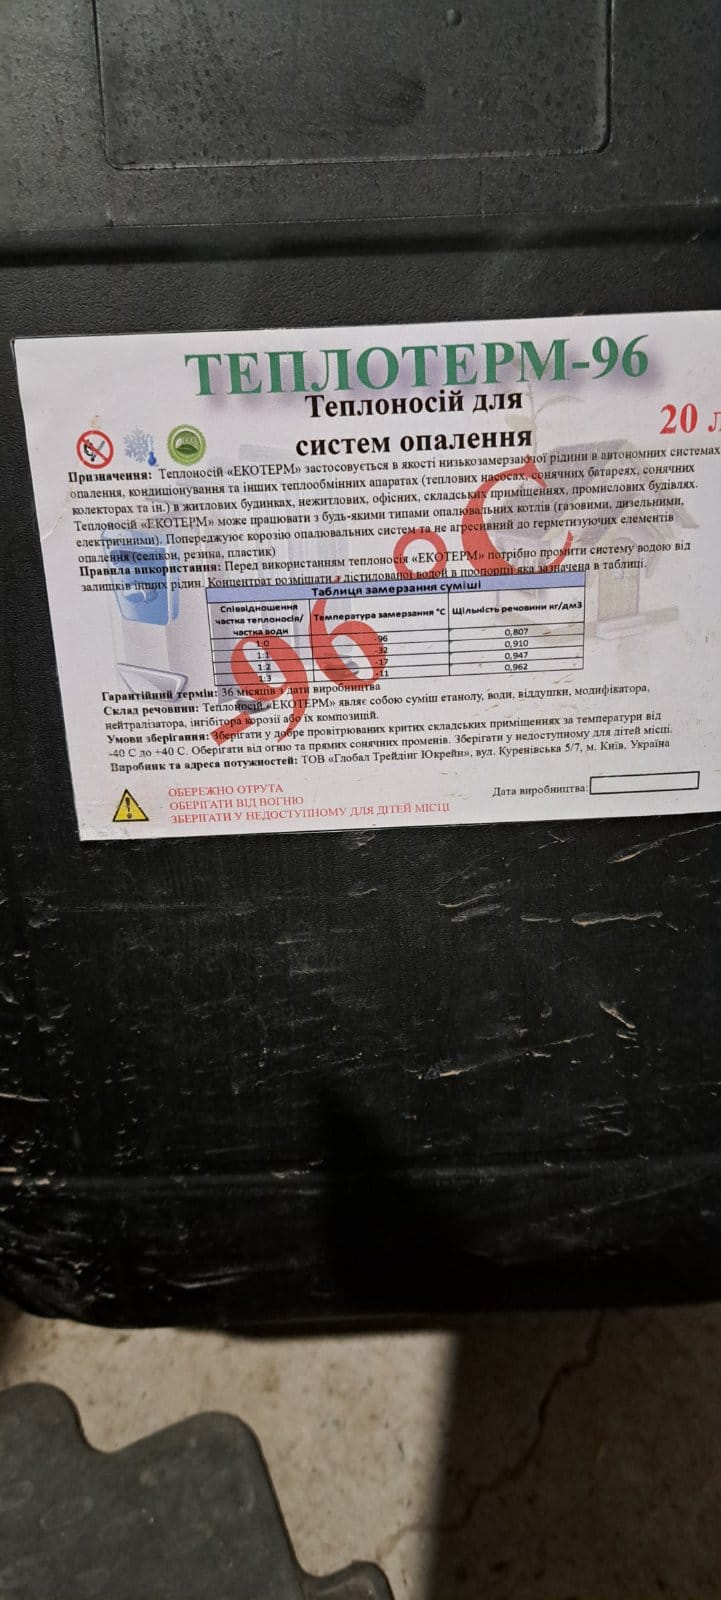 ТЕПЛОТЕРМ-96
Теплоносій для
систем опалення
20 л
ECO
Призначення: Теплоносій «ЕКОТЕРМ» застосовується в якості низькозамерзаючої рідини в автономних системах
опалення, кондиціонування та інших теплообмінних апаратах (теплових насосах, сонячних батареях, сонячних
колекторах та ін.) в житлових будинках, нежитлових, офісних, складських приміщеннях, промислових будівлях.
Теплоносій «ЕКОТЕРМ» може працювати з будь-якими типами опалювальних котлів (газовими, дизельними,
електричними). Попереджує корозію опалювальних систем та не агресивний до герметизуючих елементів
опалення (селікон, резина, пластик)
Правила використання: Перед використанням теплоносія «ЕКОТЕРМ» потрібно промити систему водою від
залишків інших рідин. Концентрат розмішати з дістилованої водой в пропорції яка зазначена в таблиці.
-96°C
Таблиця замерзання суміші
Співвідношення частка теплоносія/ частка води Температура замерзання °С Щільність речовини кг/дм3
1:0 -96 0,807
1:1 -32 0,910
1:2 -17 0,947
1:3 -11 0,962
Гарантійний термін: 36 місяців з дати виробництва
Склад речовини: Теплоносій «ЕКОТЕРМ» являє собою суміш етанолу, води, віддушки, модифікатора,
нейтралізатора, інгібітора корозії або їх композицій.
Умови зберігання: Зберігати у добре провітрюваних критих складських приміщеннях за температури від
-40 С до +40 С. Оберігати від огню та прямих сонячних променів. Зберігати у недоступному для дітей місці.
Виробник та адреса потужностей: ТОВ «Глобал Трейдінг Юкрейн», вул. Куренівська 5/7, м. Київ, Україна
ОБЕРЕЖНО ОТРУТА
ОБЕРІГАТИ ВІД ВОГНЮ
ЗБЕРІГАТИ У НЕДОСТУПНОМУ ДЛЯ ДІТЕЙ МІСЦІ
Дата виробництва: